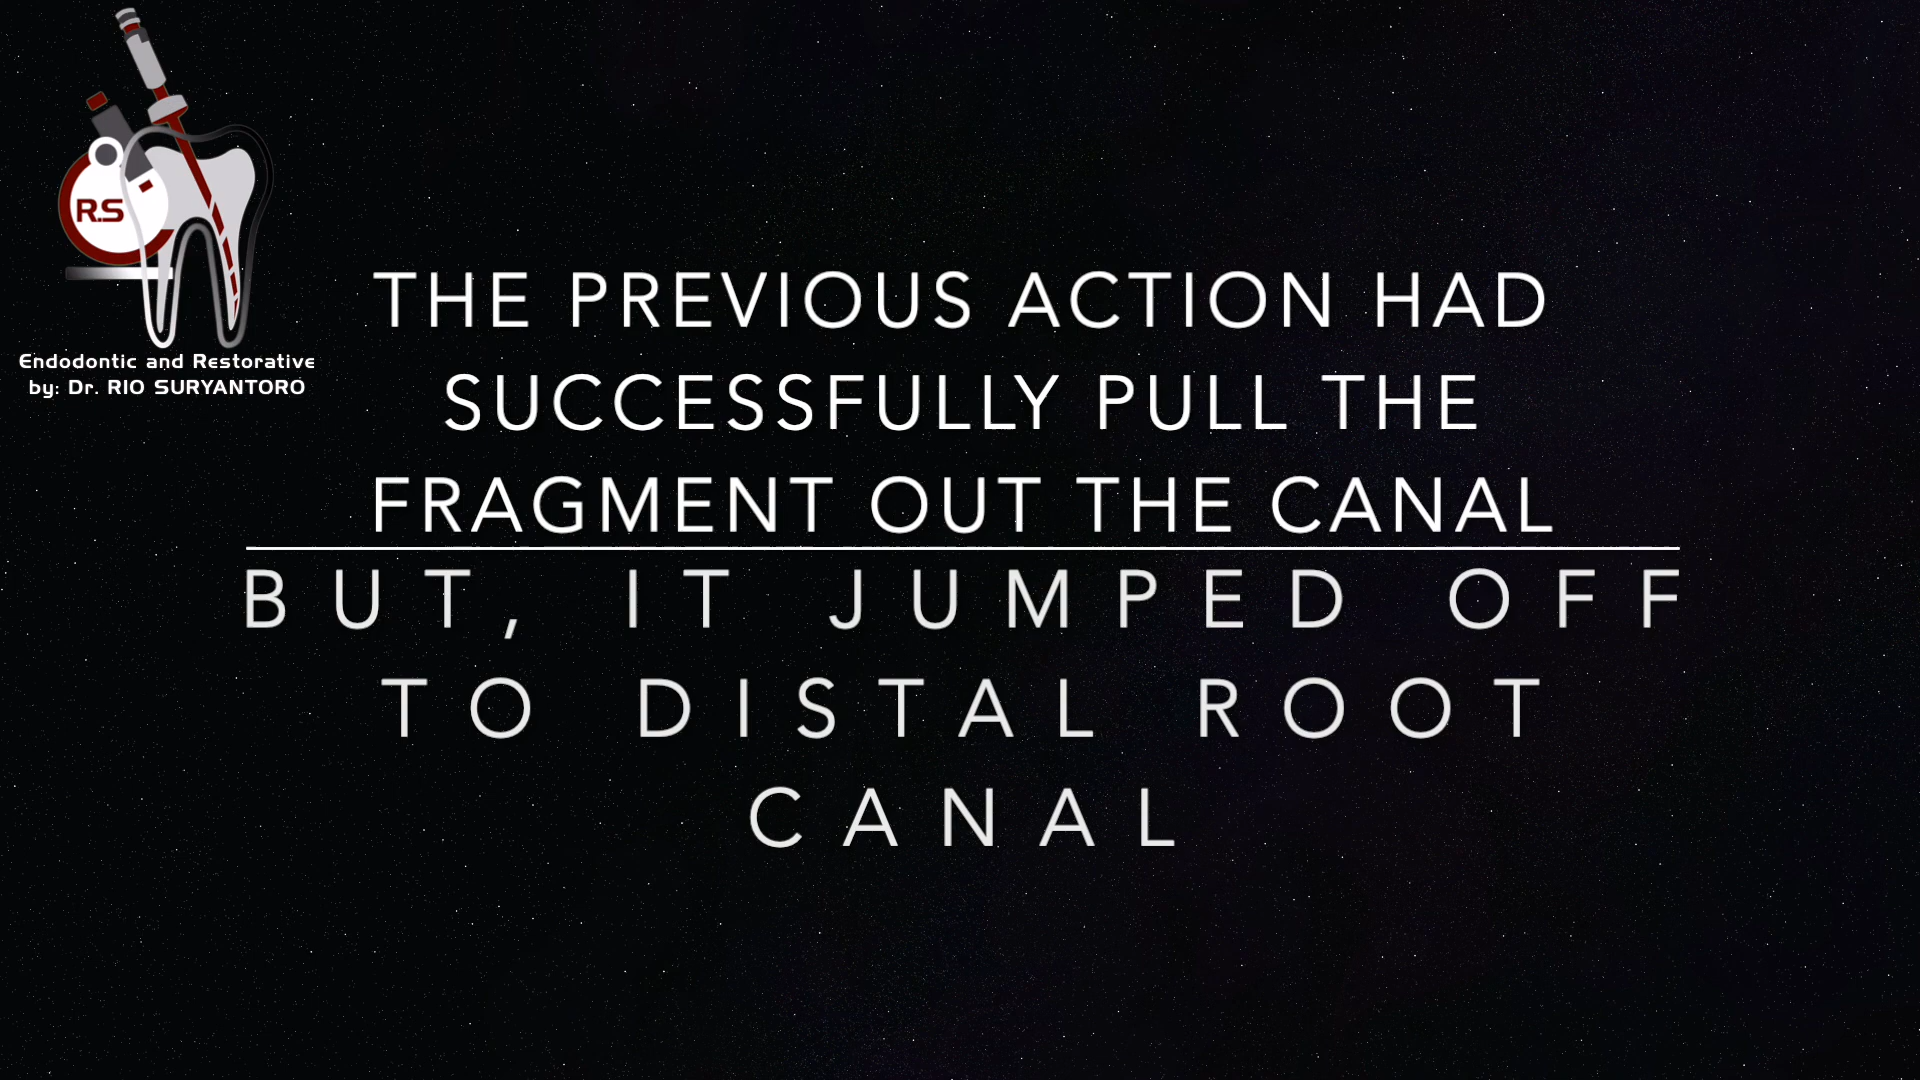 R.S
Endodontic and Restorative
by: Dr. RIO SURYANTORO
THE PREVIOUS ACTION HAD
SUCCESSFULLY PULL THE
FRAGMENT OUT THE CANAL
BUT, IT JUMPED OFF
TO DISTAL ROOT
CANAL